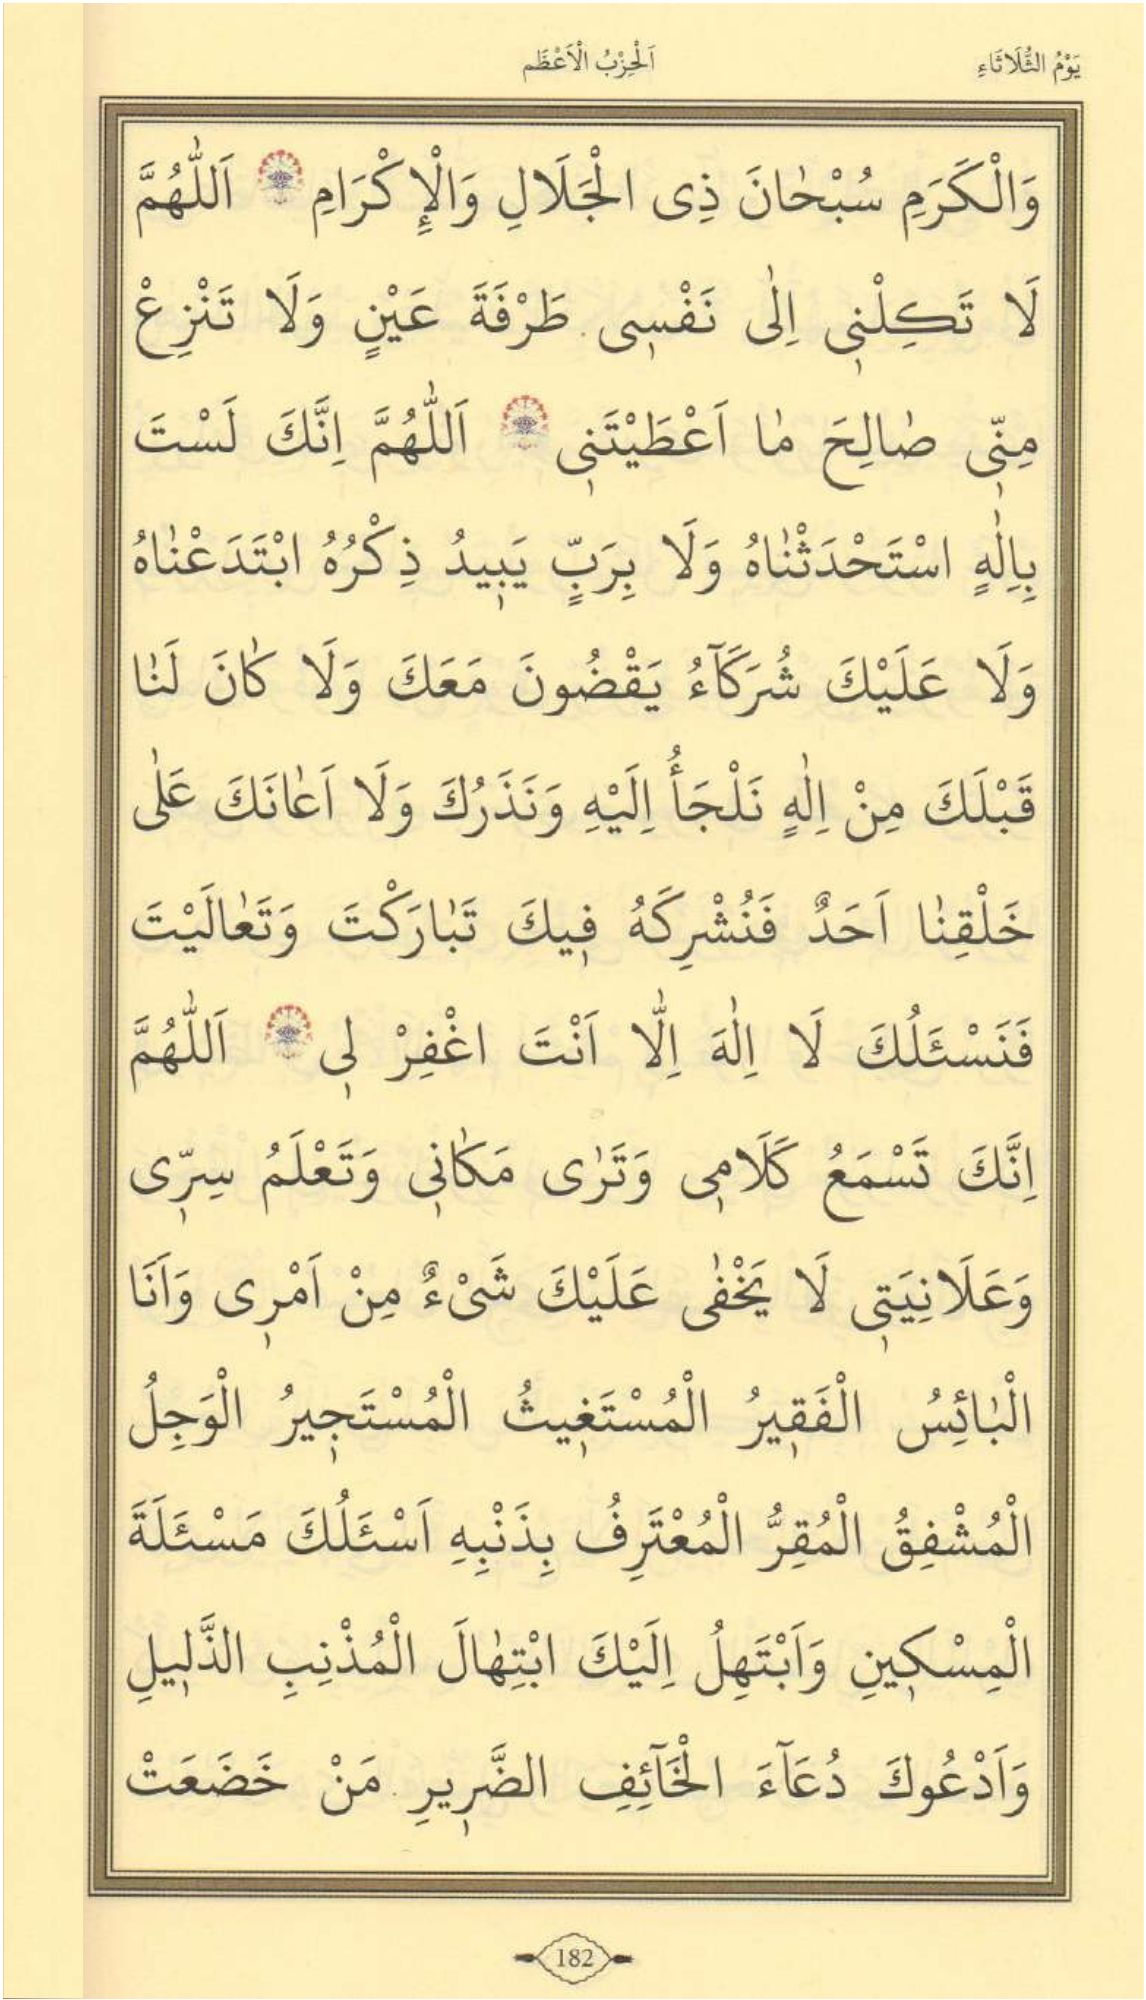 يَوْمُ الثُّلَاثَاءِ
اَلْحِزْبُ الْاَعْظَم
وَالْكَرَمِ سُبْحٰانَ ذِى الْجَلَالِ وَالْاِكْرَامِ اَللّٰهُمَّ
لَا تَكِلْنٖى اِلٰى نَفْسٖى طَرْفَةَ عَيْنٍ وَلَا تَنْزِعْ
مِنّٖى صٰالِحَ مٰا اَعْطَيْتَنٖى اَللّٰهُمَّ اِنَّكَ لَسْتَ
بِاِلٰهٍ اسْتَحْدَثْنٰاهُ وَلَا بِرَبٍّ يَبٖيدُ ذِكْرُهُ ابْتَدَعْنٰاهُ
وَلَا عَلَيْكَ شُرَكَآءُ يَقْضُونَ مَعَكَ وَلَا كٰانَ لَنٰا
قَبْلَكَ مِنْ اِلٰهٍ نَلْجَأُ اِلَيْهِ وَنَذَرُكَ وَلَا اَعٰانَكَ عَلٰى
خَلْقِنٰا اَحَدٌ فَنُشْرِكَهُ فٖيكَ تَبٰارَكْتَ وَتَعٰالَيْتَ
فَنَسْئَلُكَ لَا اِلٰهَ اِلّٰا اَنْتَ اغْفِرْ لٖى اَللّٰهُمَّ
اِنَّكَ تَسْمَعُ كَلَامٖى وَتَرٰى مَكٰانٖى وَتَعْلَمُ سِرّٖى
وَعَلَانِيَتٖى لَا يَخْفٰى عَلَيْكَ شَىْءٌ مِنْ اَمْرٖى وَاَنَا
الْبٰائِسُ الْفَقٖيرُ الْمُسْتَغٖيثُ الْمُسْتَجٖيرُ الْوَجِلُ
الْمُشْفِقُ الْمُقِرُّ الْمُعْتَرِفُ بِذَنْبِهِ اَسْئَلُكَ مَسْئَلَةَ
الْمِسْكٖينِ وَاَبْتَهِلُ اِلَيْكَ ابْتِهٰالَ الْمُذْنِبِ الذَّلٖيلِ
وَاَدْعُوكَ دُعَآءَ الْخَآئِفِ الضَّرٖيرِ مَنْ خَضَعَتْ
182